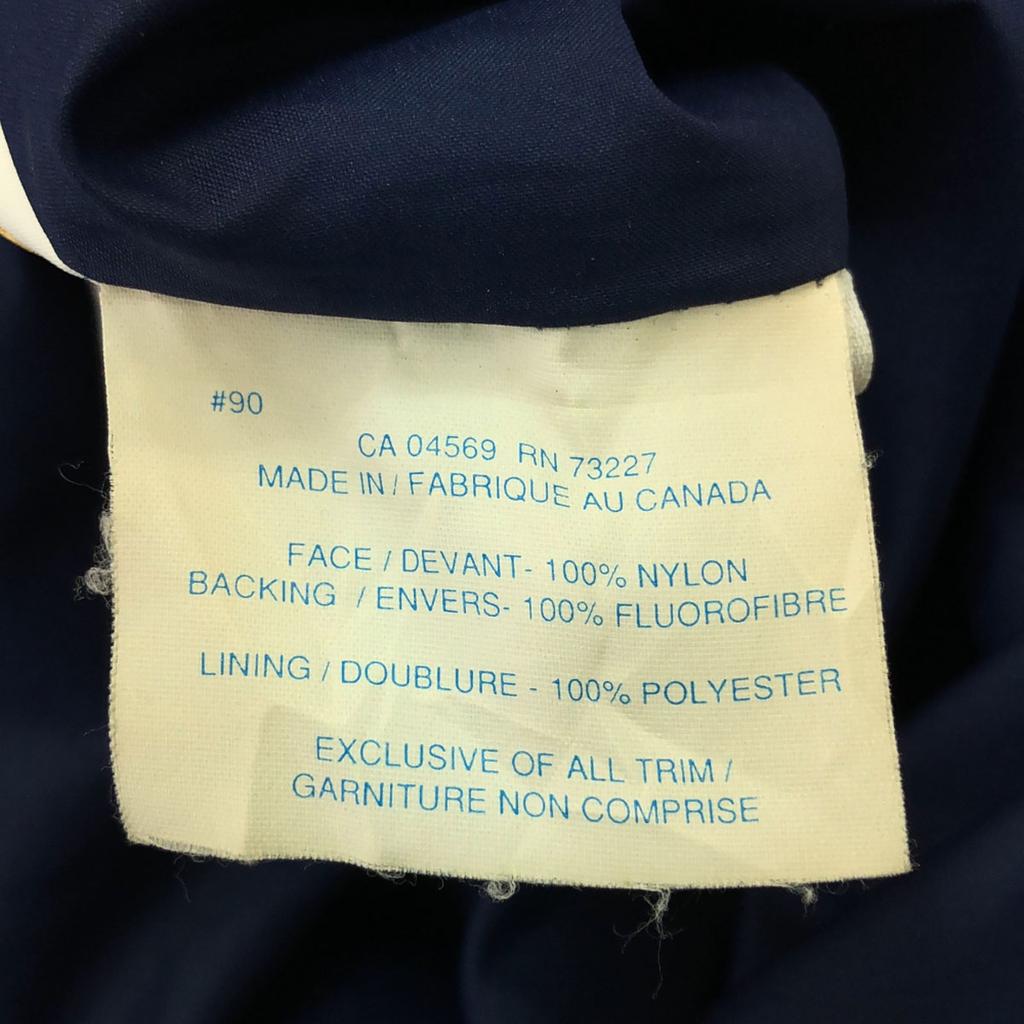 #90
CA 04569 RN 73227
MADE IN / FABRIQUE AU CANADA
FACE / DEVANT- 100% NYLON
BACKING / ENVERS- 100% FLUOROFIBRE
LINING / DOUBLURE - 100% POLYESTER
EXCLUSIVE OF ALL TRIM /
GARNITURE NON COMPRISE